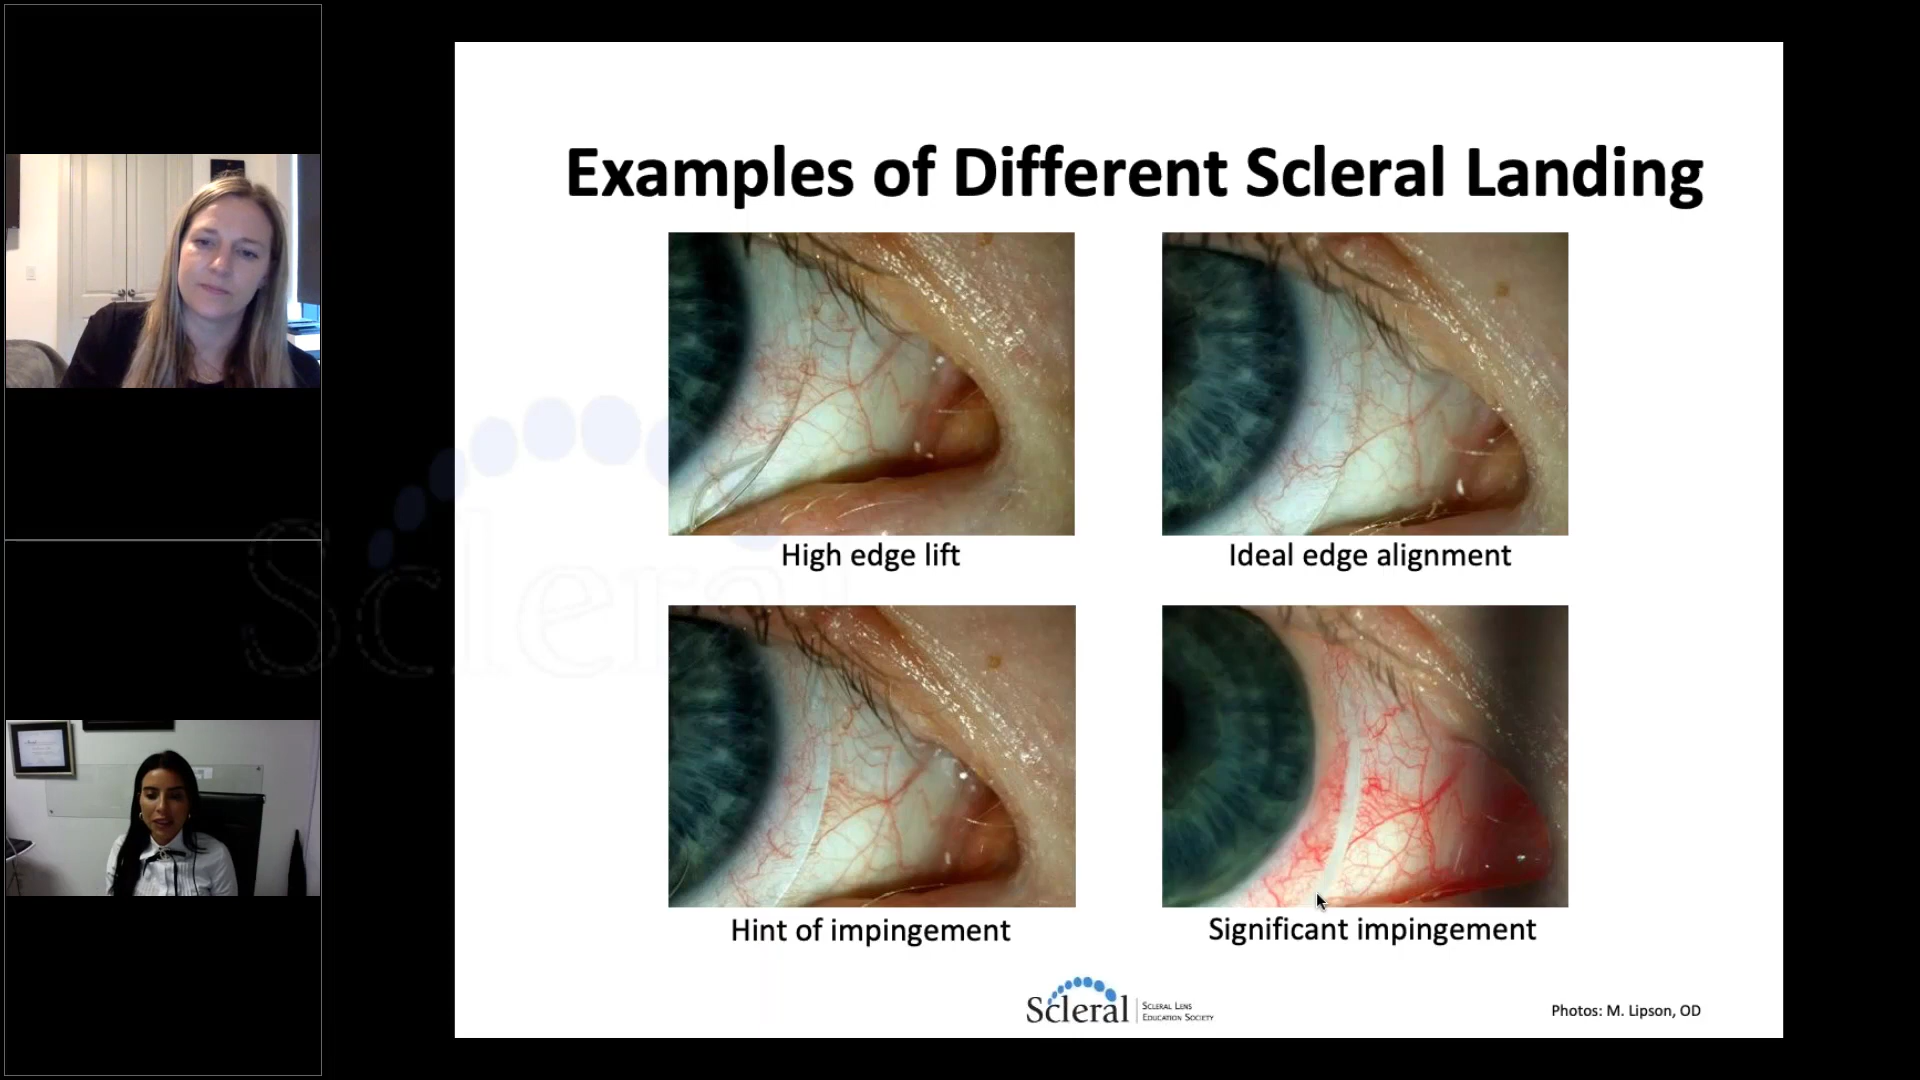 Examples of Different Scleral Landing
High edge lift
Ideal edge alignment
Hint of impingement
Significant impingement
Scleral
SCLERAL LENS
EDUCATION SOCIETY
Photos: M. Lipson, OD
Scleral